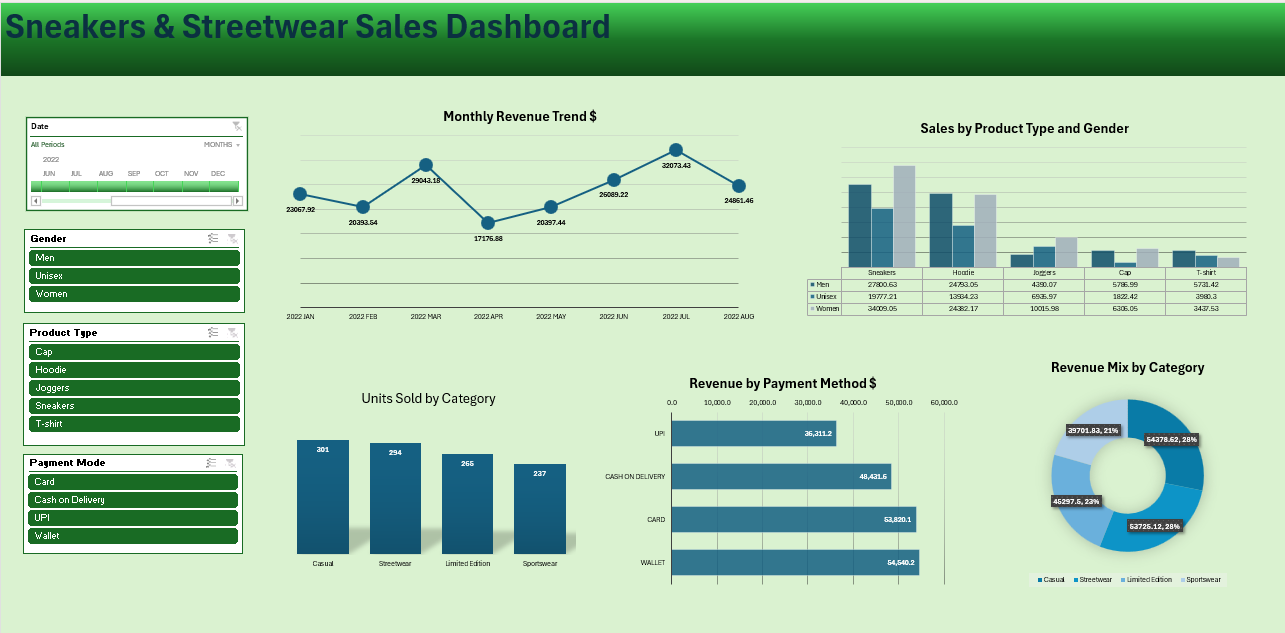 Sneakers & Streetwear Sales Dashboard
Date
All Periods MONTHS
2022
JUN JUL AUG SEP OCT NOV DEC
Gender
Men
Unisex
Women
Product Type
Cap
Hoodie
Joggers
Sneakers
T-shirt
Payment Mode
Card
Cash on Delivery
UPI
Wallet
Monthly Revenue Trend $
23067.92
20393.54
29043.18
17176.88
20397.44
26089.22
32073.43
24861.46
2022 JAN 2022 FEB 2022 MAR 2022 APR 2022 MAY 2022 JUN 2022 JUL 2022 AUG
Sales by Product Type and Gender
Sneakers Hoodie Joggers Cap T-shirt
Men 27800.63 24793.05 4390.07 5786.99 5731.42
Unisex 19777.21 13934.23 6935.97 1822.42 3980.3
Women 34009.05 24382.17 10015.98 6306.05 3437.53
Units Sold by Category
301 294 265 237
Casual Streetwear Limited Edition Sportswear
Revenue by Payment Method $
0.0 10,000.0 20,000.0 30,000.0 40,000.0 50,000.0 60,000.0
UPI 36,311.2
CASH ON DELIVERY 48,431.5
CARD 53,820.1
WALLET 54,540.2
Revenue Mix by Category
39701.83, 21%
54378.62, 28%
45297.5, 23%
53725.12, 28%
Casual Streetwear Limited Edition Sportswear